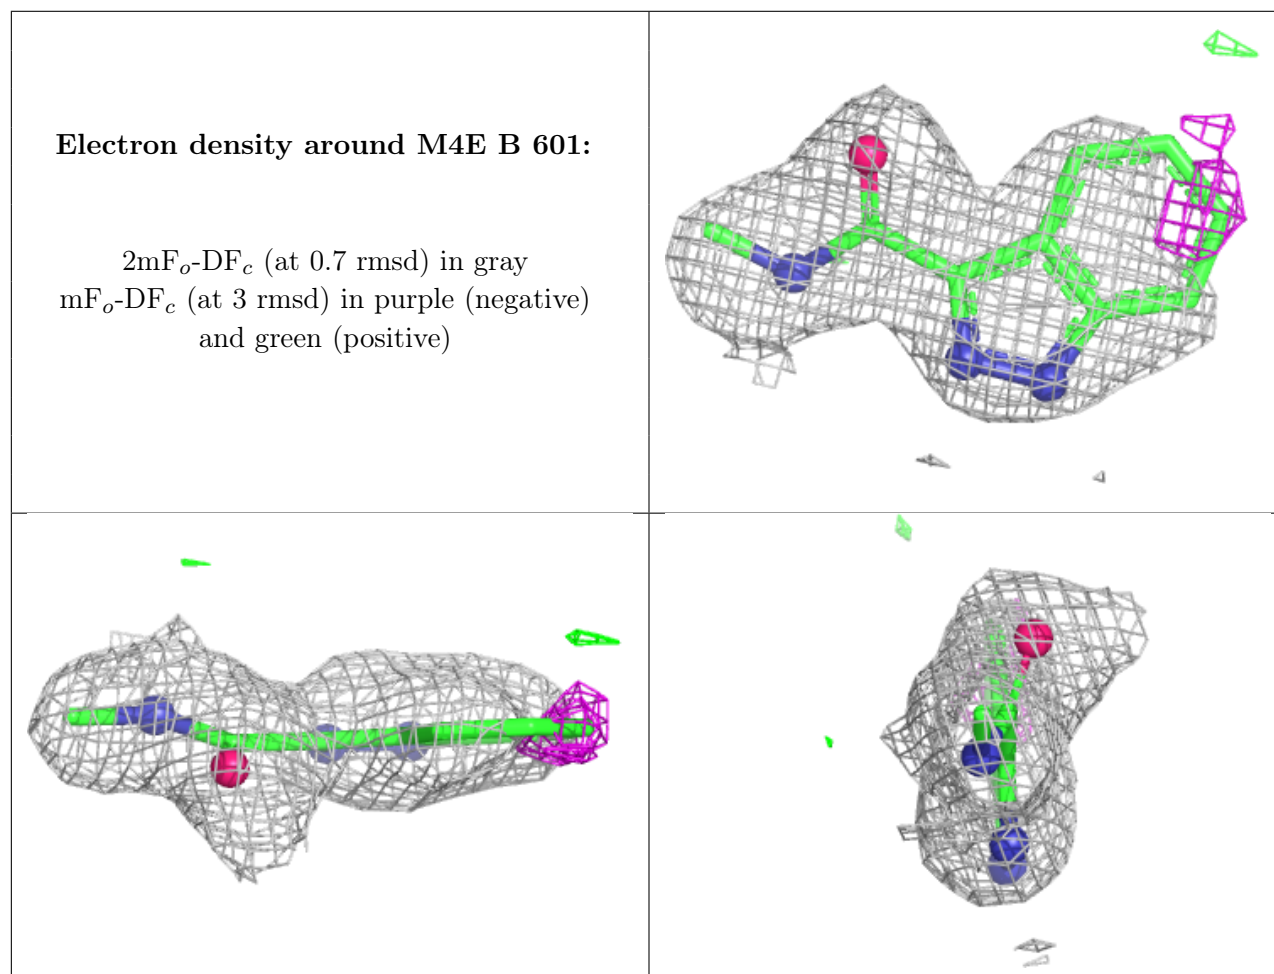 Electron density around M4E B 601:
2mFo-DFc (at 0.7 rmsd) in gray
mFo-DFc (at 3 rmsd) in purple (negative)
and green (positive)